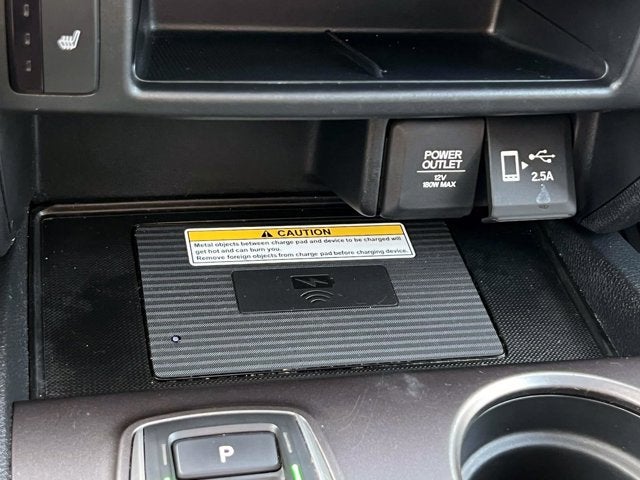 POWER
OUTLET
12V
180W MAX
2.5A
CAUTION
Metal objects between charge pad and device to be charged will
get hot and can burn you.
Remove foreign objects from charge pad before charging device.
P